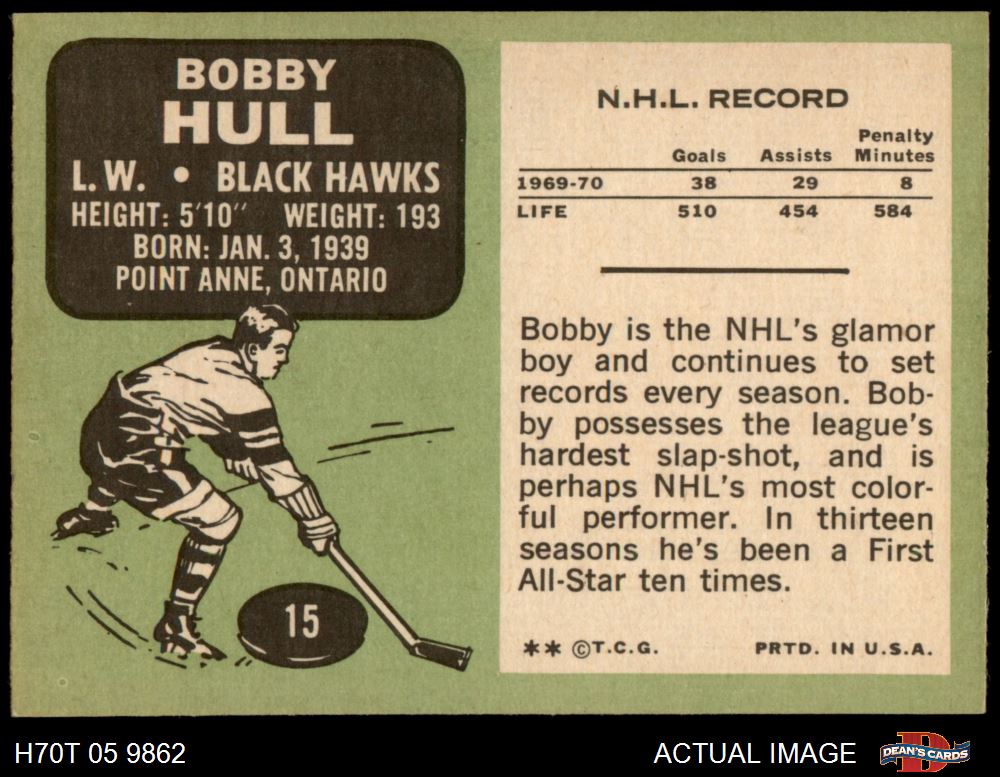 BOBBY
HULL
L.W. • BLACK HAWKS
HEIGHT: 5'10" WEIGHT: 193
BORN: JAN. 3, 1939
POINT ANNE, ONTARIO
15
N.H.L. RECORD
Goals Assists Penalty Minutes
1969-70 38 29 8
LIFE 510 454 584
Bobby is the NHL's glamor
boy and continues to set
records every season. Bob-
by possesses the league's
hardest slap-shot, and is
perhaps NHL's most color-
ful performer. In thirteen
seasons he's been a First
All-Star ten times.
** ©T.C.G. PRTD. IN U.S.A.
H70T 05 9862 ACTUAL IMAGE DEAN'S CARDS